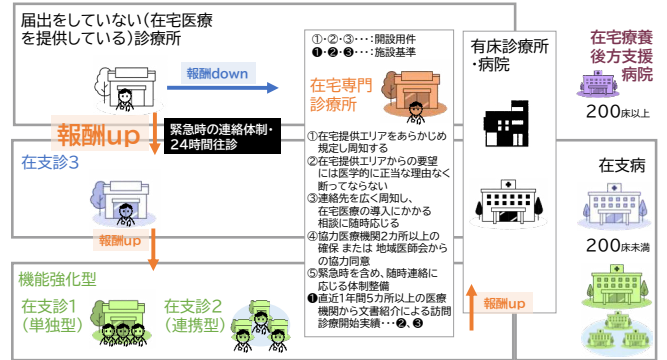 届出をしていない（在宅医療
を提供している）診療所
報酬down
報酬up
緊急時の連絡体制・
24時間往診
在支診3
報酬up
機能強化型
在支診1
（単独型）
在支診2
（連携型）
①・②・③・・・：開設用件
❶・❷・❸・・・：施設基準
在宅専門
診療所
①在宅提供エリアをあらかじめ
規定し周知する
②在宅提供エリアからの要望
には医学的に正当な理由なく
断ってならない
③連絡先を広く周知し、
在宅医療の導入にかかる
相談に随時応じる
④協力医療機関2カ所以上の
確保 または 地域医師会から
の協力同意
⑤緊急時を含め、随時連絡に
応じる体制整備
❶直近1年間5カ所以上の医療
機関から文書紹介による訪問
診療開始実績・・・❷、❸
有床診療所
・病院
報酬up
在宅療養
後方支援
病院
200床以上
在支病
200床未満